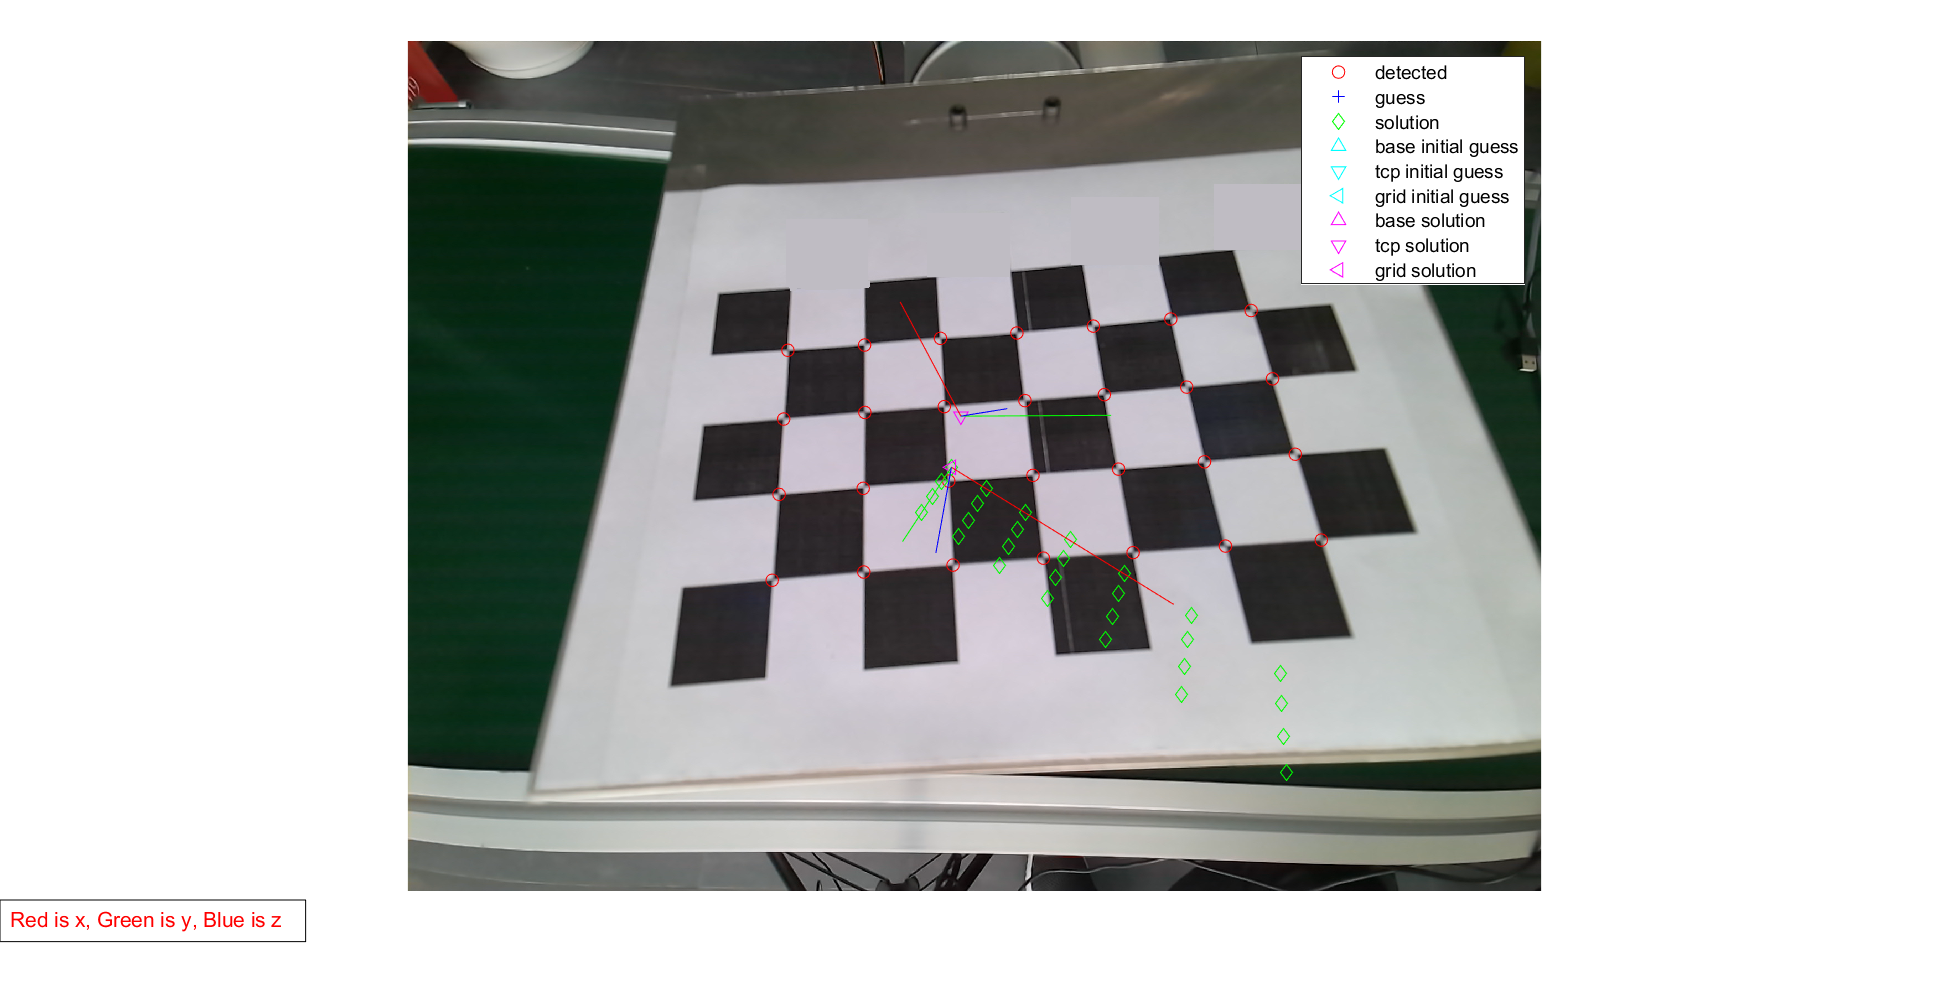 detected
guess
solution
base initial guess
tcp initial guess
grid initial guess
base solution
tcp solution
grid solution
Red is x, Green is y, Blue is z